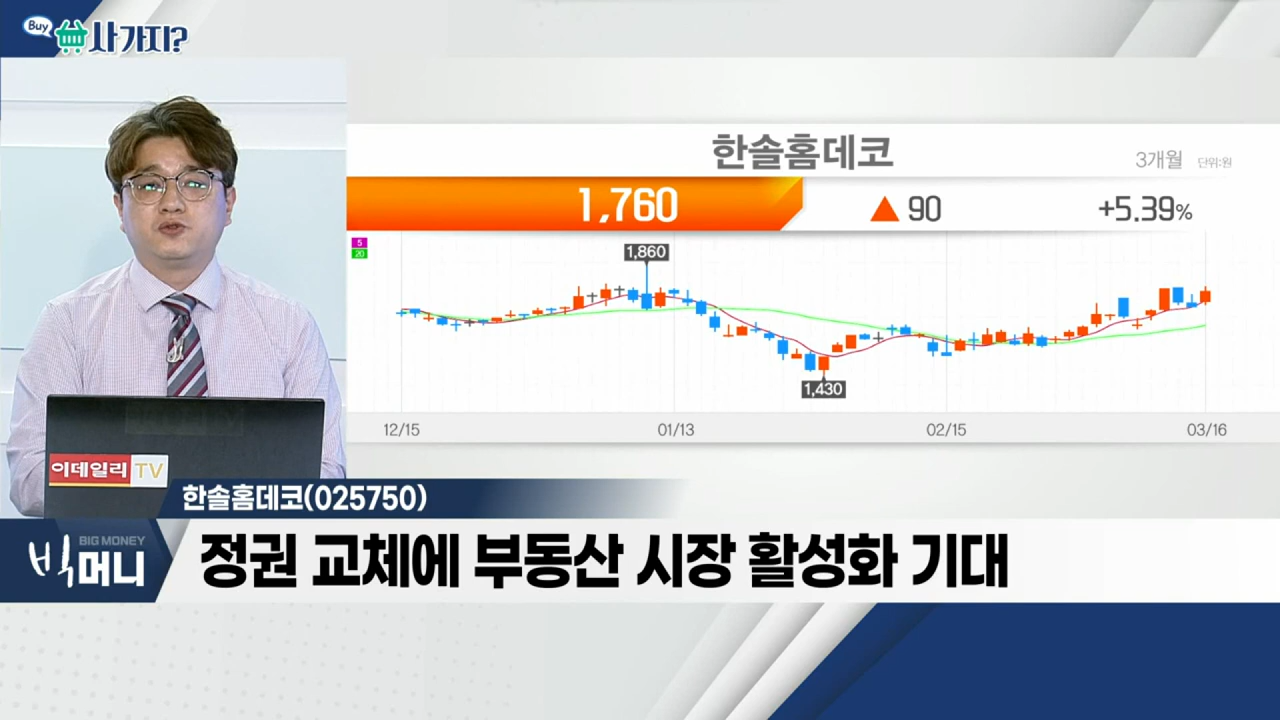 Buy
사가지?
한솔홈데코
3개월 단위:원
1,760 ▲ 90 +5.39%
5
20
1,860
1,430
12/15 01/13 02/15 03/16
이데일리 TV
한솔홈데코(025750)
BIG MONEY
빅머니
정권 교체에 부동산 시장 활성화 기대